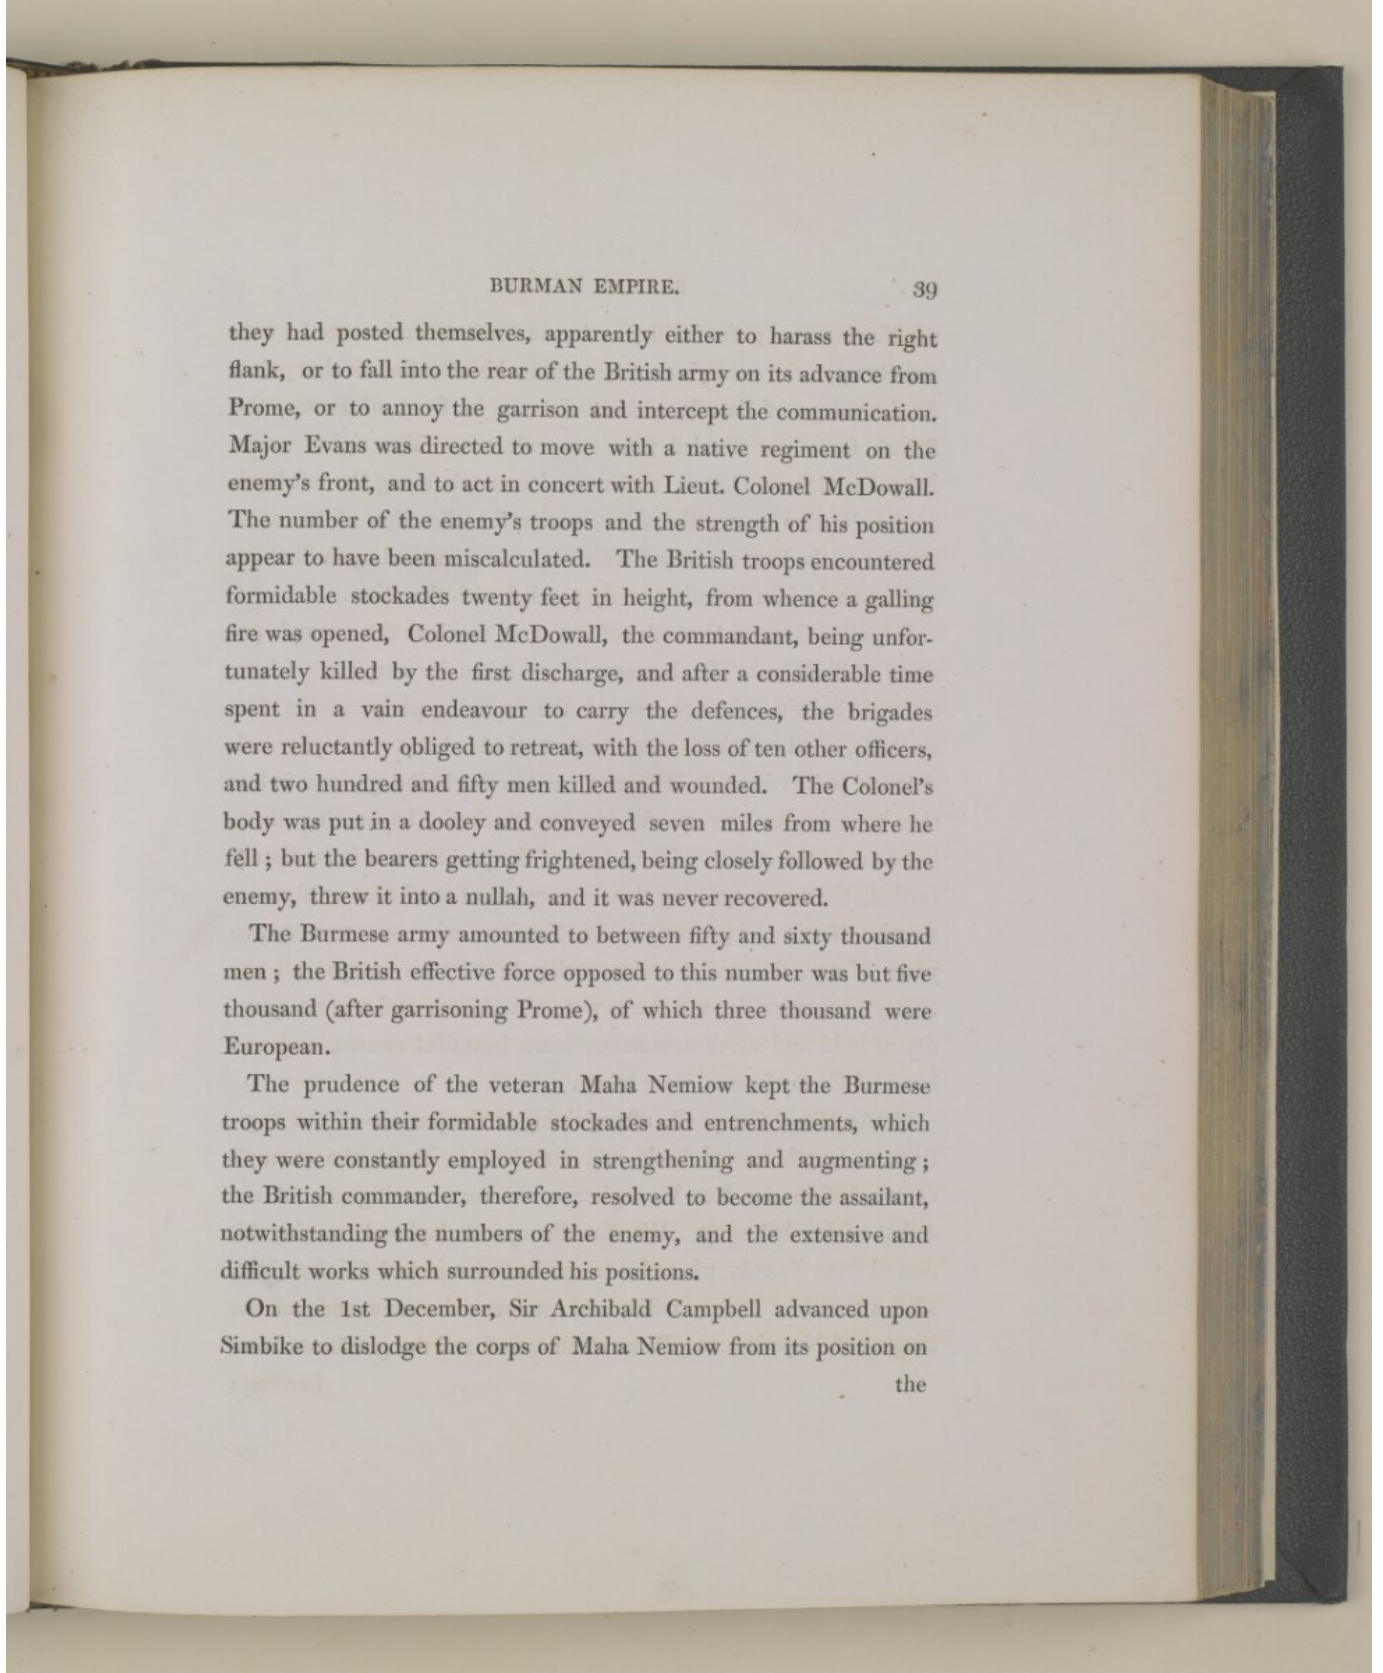 BURMAN EMPIRE. 39
they had posted themselves, apparently either to harass the right
flank, or to fall into the rear of the British army on its advance from
Prome, or to annoy the garrison and intercept the communication.
Major Evans was directed to move with a native regiment on the
enemy's front, and to act in concert with Lieut. Colonel McDowall.
The number of the enemy's troops and the strength of his position
appear to have been miscalculated. The British troops encountered
formidable stockades twenty feet in height, from whence a galling
fire was opened, Colonel McDowall, the commandant, being unfor-
tunately killed by the first discharge, and after a considerable time
spent in a vain endeavour to carry the defences, the brigades
were reluctantly obliged to retreat, with the loss of ten other officers,
and two hundred and fifty men killed and wounded. The Colonel's
body was put in a dooley and conveyed seven miles from where he
fell ; but the bearers getting frightened, being closely followed by the
enemy, threw it into a nullah, and it was never recovered.
The Burmese army amounted to between fifty and sixty thousand
men ; the British effective force opposed to this number was but five
thousand (after garrisoning Prome), of which three thousand were
European.
The prudence of the veteran Maha Nemiow kept the Burmese
troops within their formidable stockades and entrenchments, which
they were constantly employed in strengthening and augmenting ;
the British commander, therefore, resolved to become the assailant,
notwithstanding the numbers of the enemy, and the extensive and
difficult works which surrounded his positions.
On the 1st December, Sir Archibald Campbell advanced upon
Simbike to dislodge the corps of Maha Nemiow from its position on
the